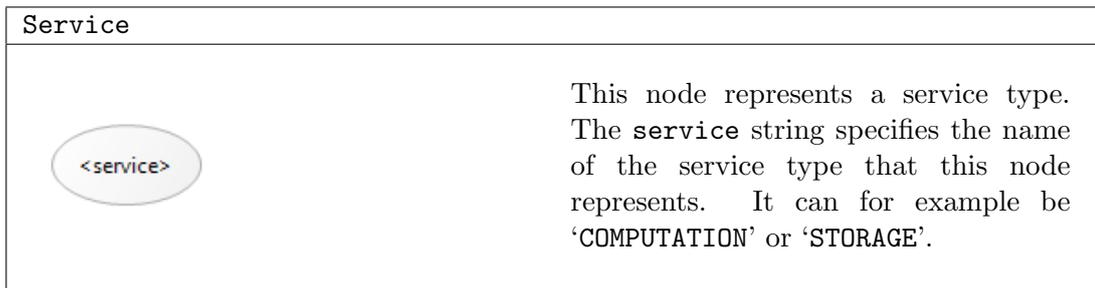 Service
<service>
This node represents a service type.
The service string specifies the name
of the service type that this node
represents. It can for example be
‘COMPUTATION’ or ‘STORAGE’.